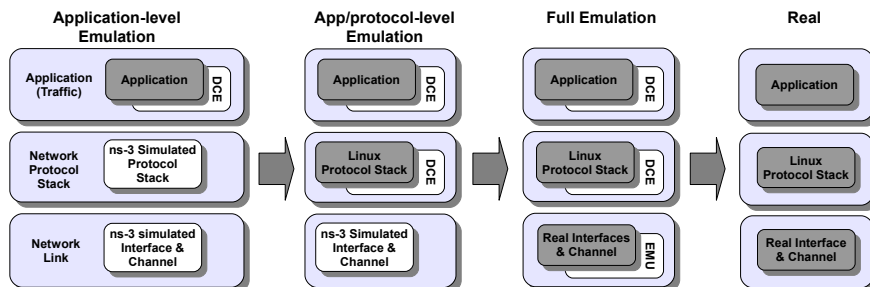 Application-level
Emulation
App/protocol-level
Emulation
Full Emulation
Real
Application
(Traffic)
Application
DCE
Application
DCE
Application
DCE
Application
Network
Protocol
Stack
ns-3 Simulated
Protocol
Stack
Linux
Protocol Stack
DCE
Linux
Protocol Stack
DCE
Linux
Protocol Stack
Network
Link
ns-3 simulated
Interface &
Channel
ns-3 Simulated
Interface &
Channel
Real Interfaces
& Channel
EMU
Real Interface
& Channel